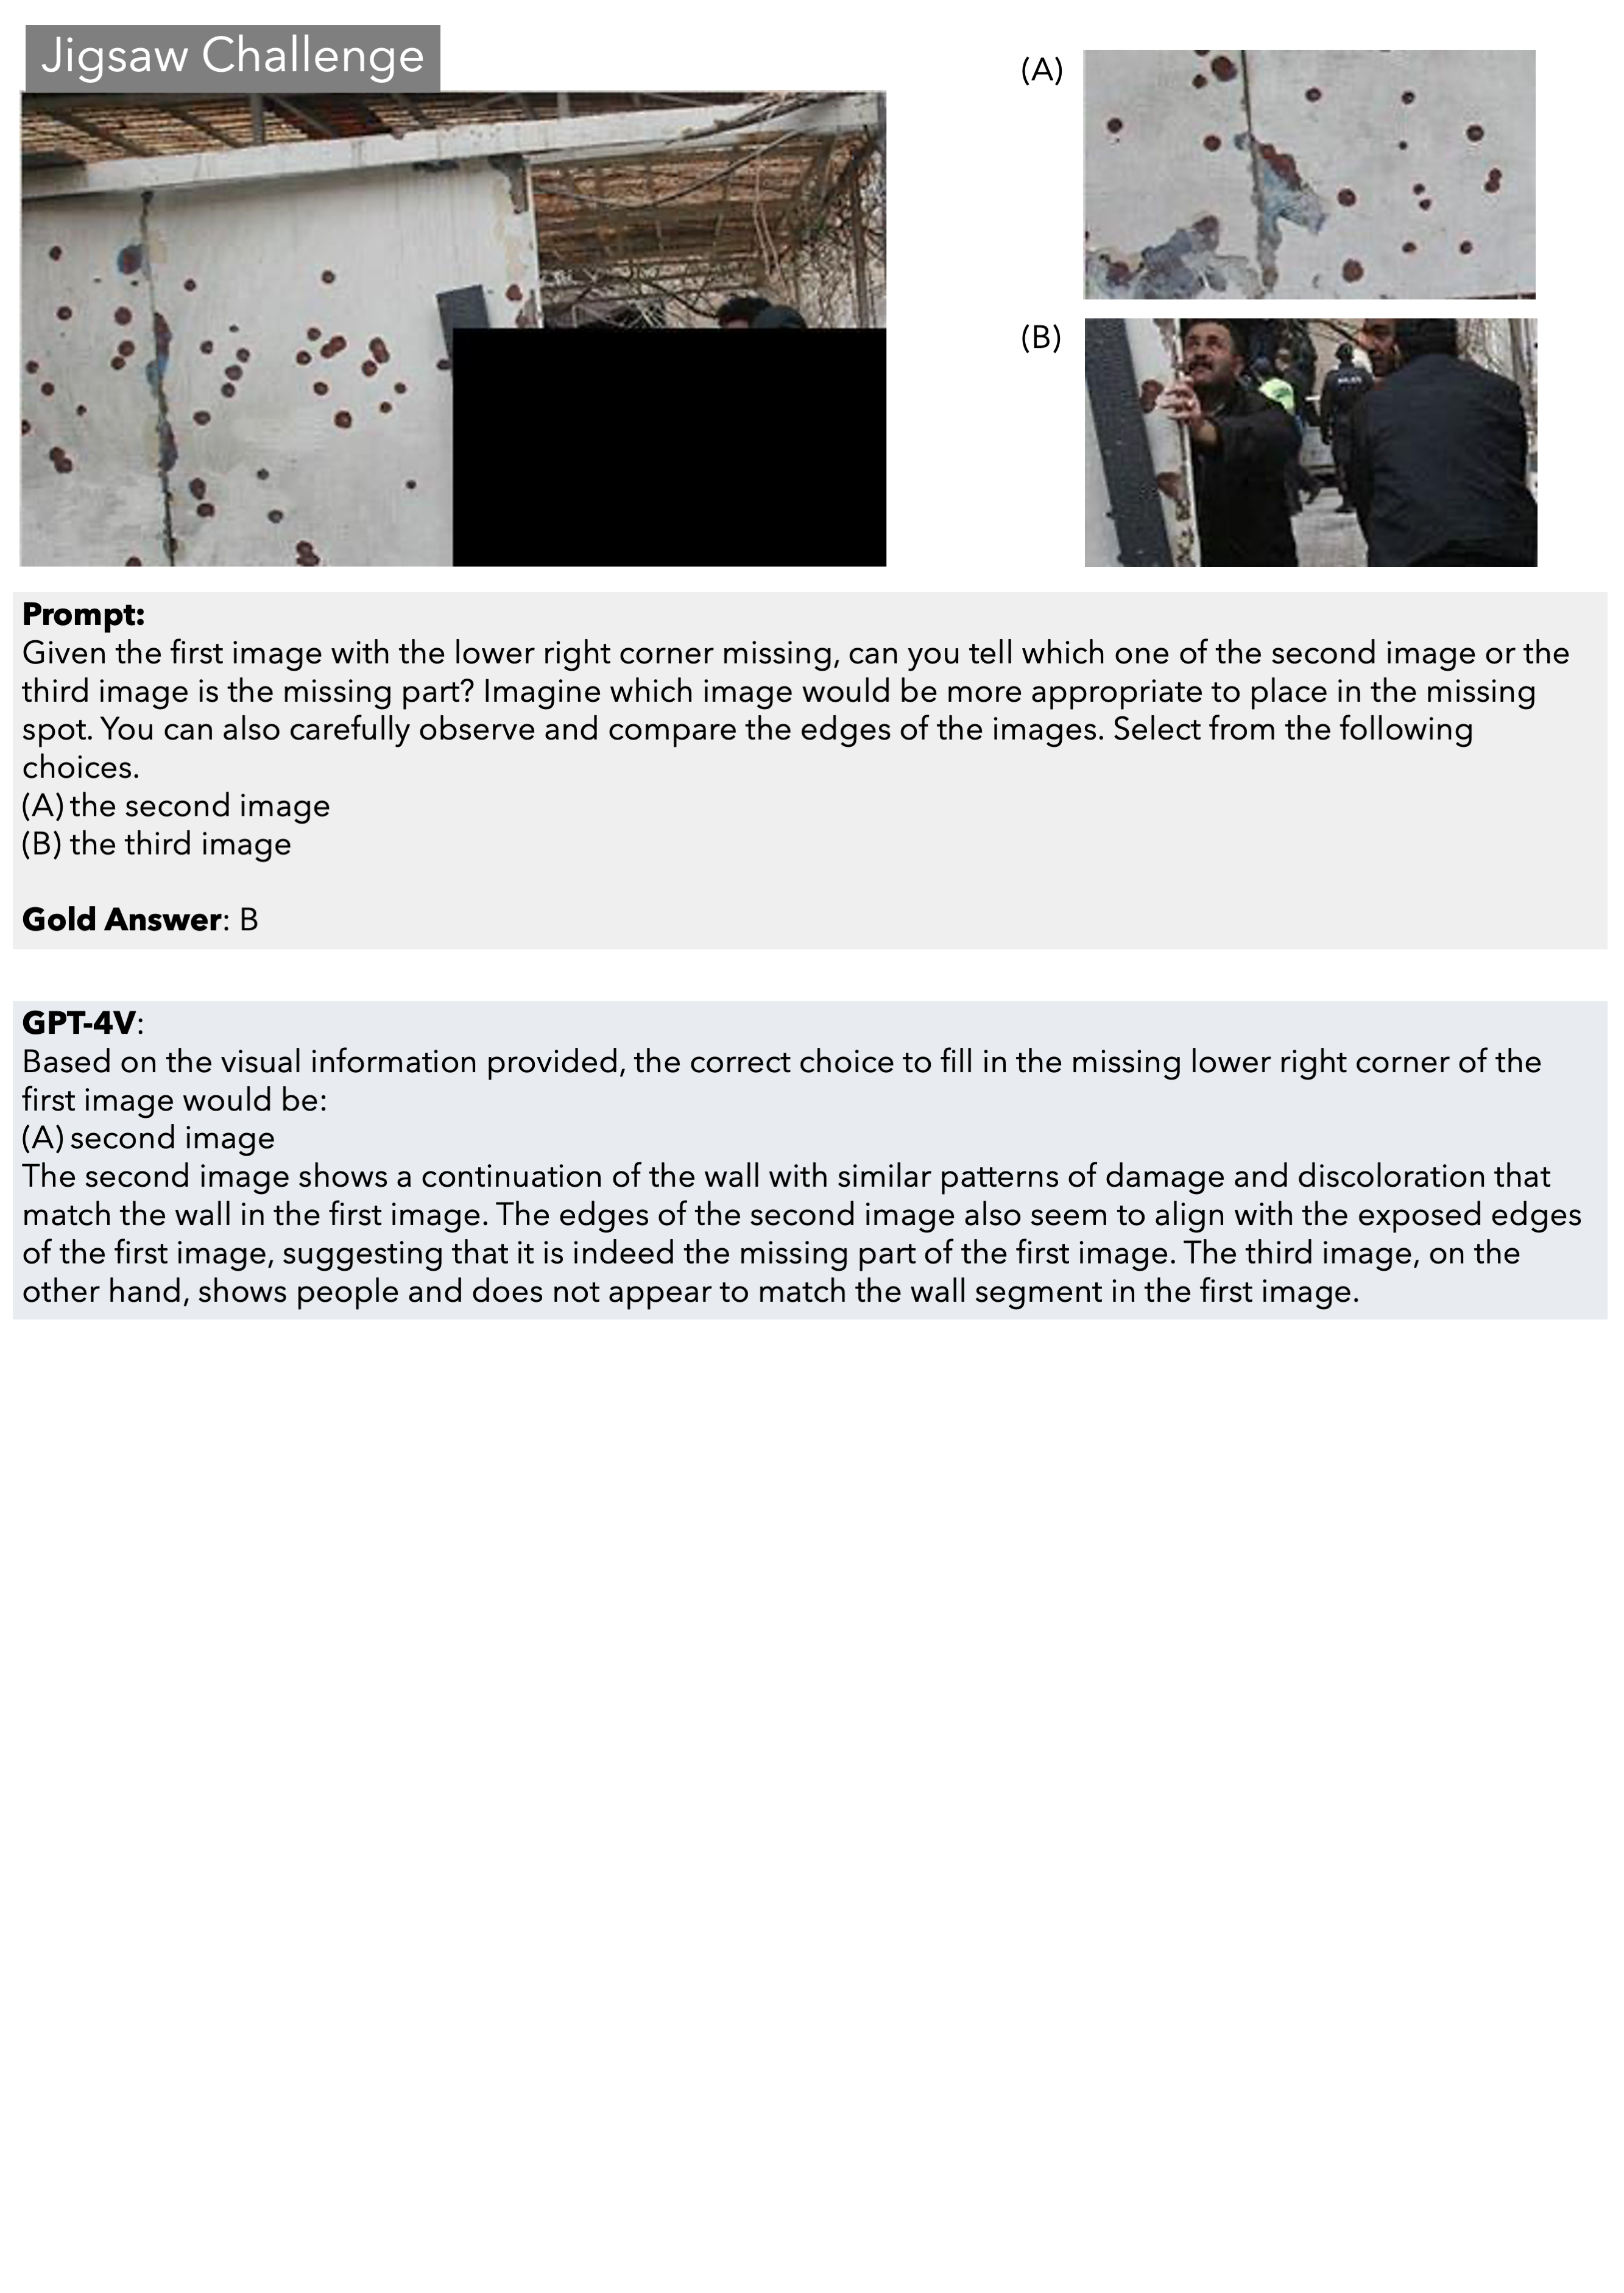 Jigsaw Challenge
(A)
(B)
Prompt:
Given the first image with the lower right corner missing, can you tell which one of the second image or the
third image is the missing part? Imagine which image would be more appropriate to place in the missing
spot. You can also carefully observe and compare the edges of the images. Select from the following
choices.
(A) the second image
(B) the third image
Gold Answer: B
GPT-4V:
Based on the visual information provided, the correct choice to fill in the missing lower right corner of the
first image would be:
(A) second image
The second image shows a continuation of the wall with similar patterns of damage and discoloration that
match the wall in the first image. The edges of the second image also seem to align with the exposed edges
of the first image, suggesting that it is indeed the missing part of the first image. The third image, on the
other hand, shows people and does not appear to match the wall segment in the first image.